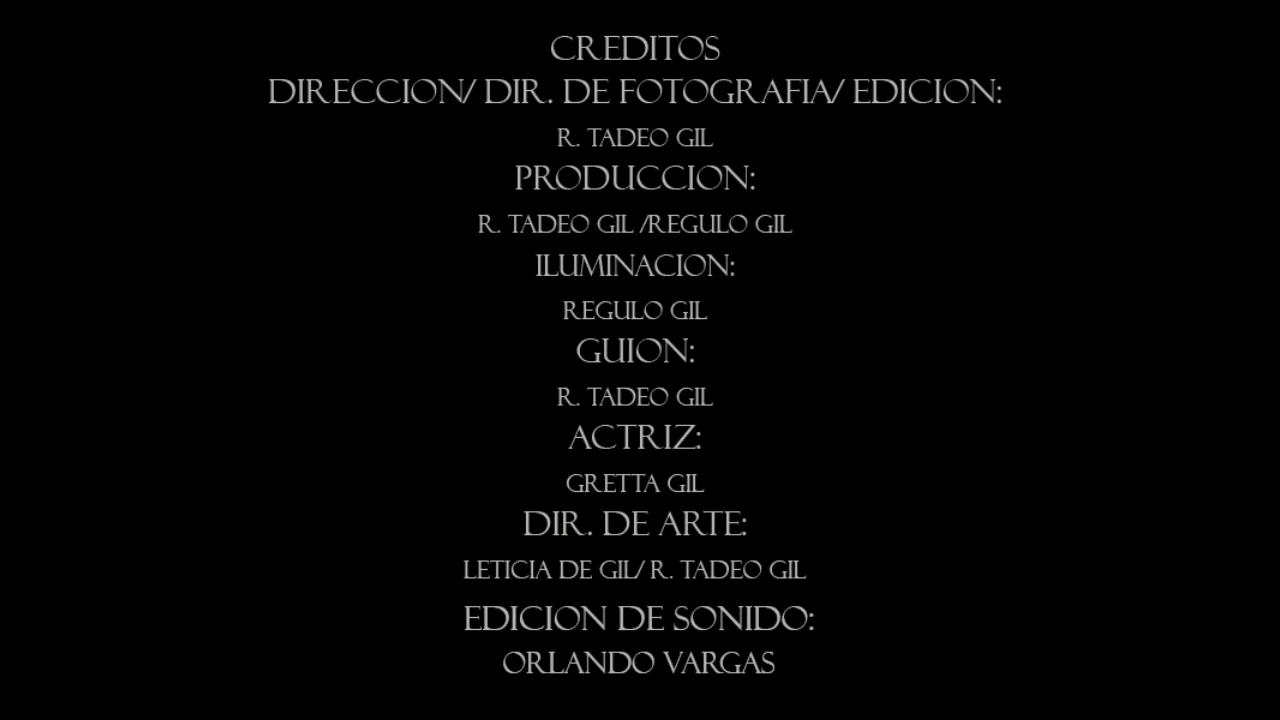 CREDITOS
DIRECCION/ DIR. DE FOTOGRAFIA/ EDICION:
R. TADEO GIL
PRODUCCION:
R. TADEO GIL /REGULO GIL
ILUMINACION:
REGULO GIL
GUION:
R. TADEO GIL
ACTRIZ:
GRETTA GIL
DIR. DE ARTE:
LETICIA DE GIL/ R. TADEO GIL
EDICION DE SONIDO:
ORLANDO VARGAS